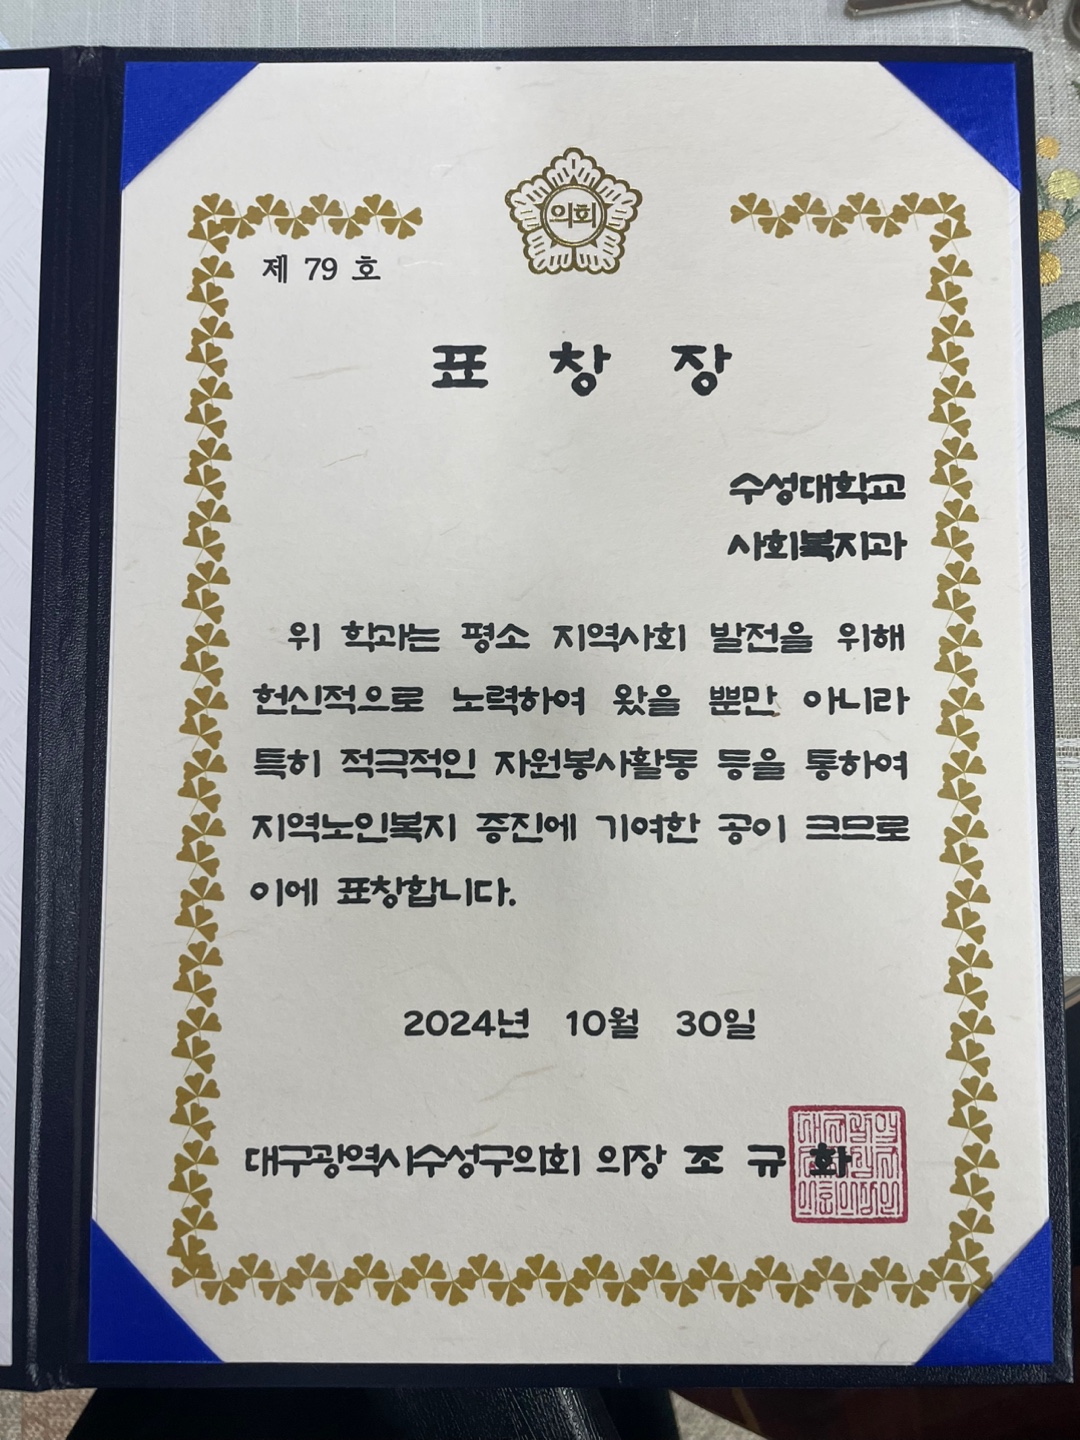 의회
제 79 호
표 창 장
수성대학교
사회복지과
위 학과는 평소 지역사회 발전을 위해
헌신적으로 노력하여 왔을 뿐만 아니라
특히 적극적인 자원봉사활동 등을 통하여
지역노인복지 증진에 기여한 공이 크므로
이에 표창합니다.
2024년 10월 30일
대구광역시수성구의회 의장 조 규 화